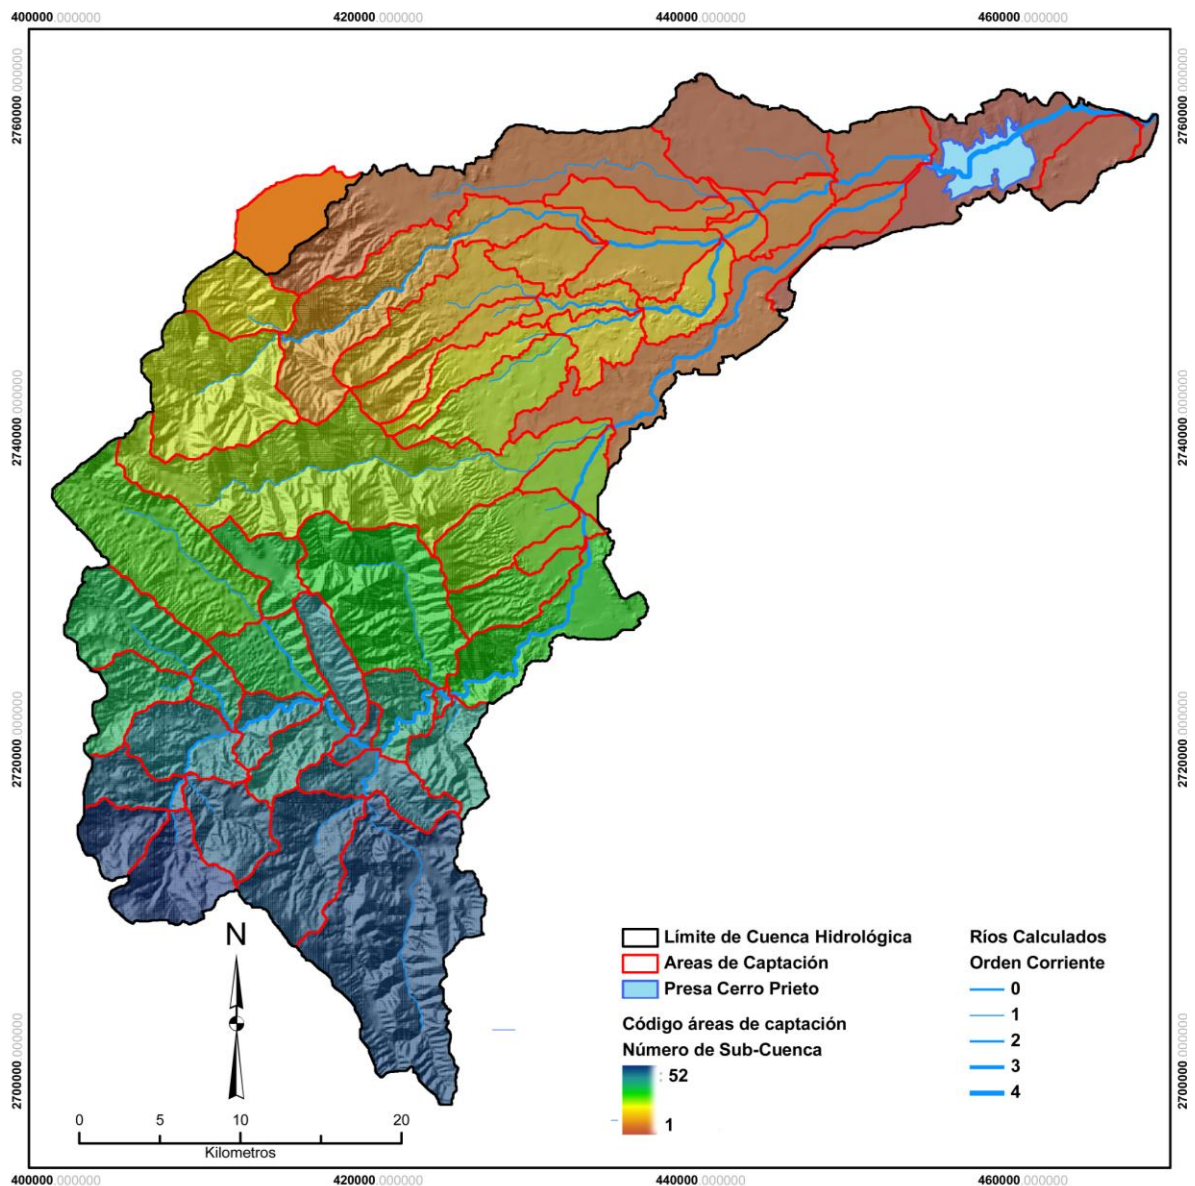 400000.000000 420000.000000 440000.000000 460000.000000
2760000.000000 2760000.000000
2740000.000000 2740000.000000
2720000.000000 2720000.000000
2700000.000000 2700000.000000
N
0 5 10 20
Kilometros
Límite de Cuenca Hidrológica
Areas de Captación
Presa Cerro Prieto
Código áreas de captación
Número de Sub-Cuenca
: 52
1
Ríos Calculados
Orden Corriente
0
1
2
3
4
400000.000000 420000.000000 440000.000000 460000.000000